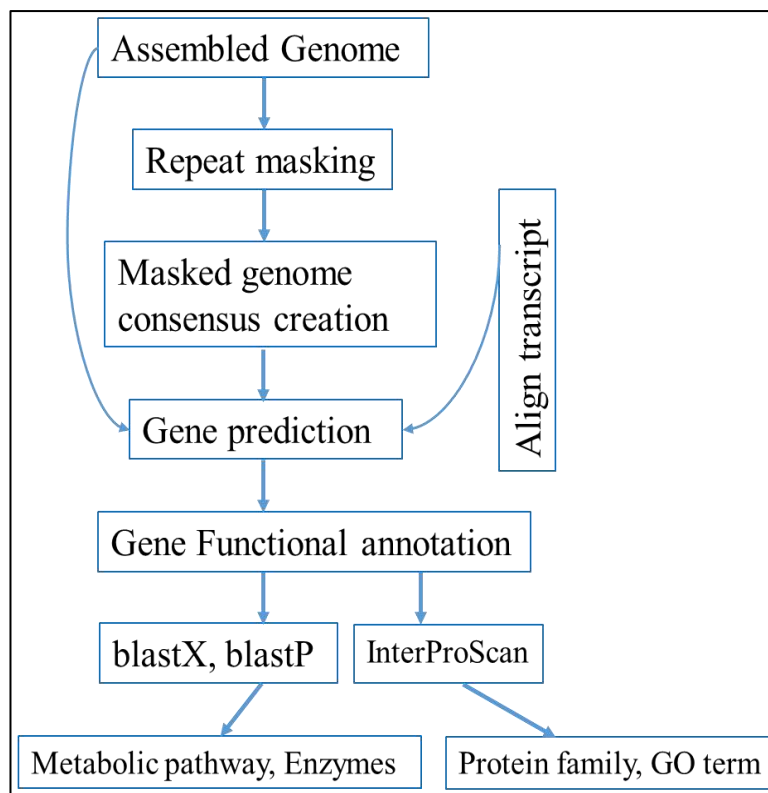 Assembled Genome
Repeat masking
Masked genome
consensus creation
Align transcript
Gene prediction
Gene Functional annotation
blastX, blastP
InterProScan
Metabolic pathway, Enzymes
Protein family, GO term